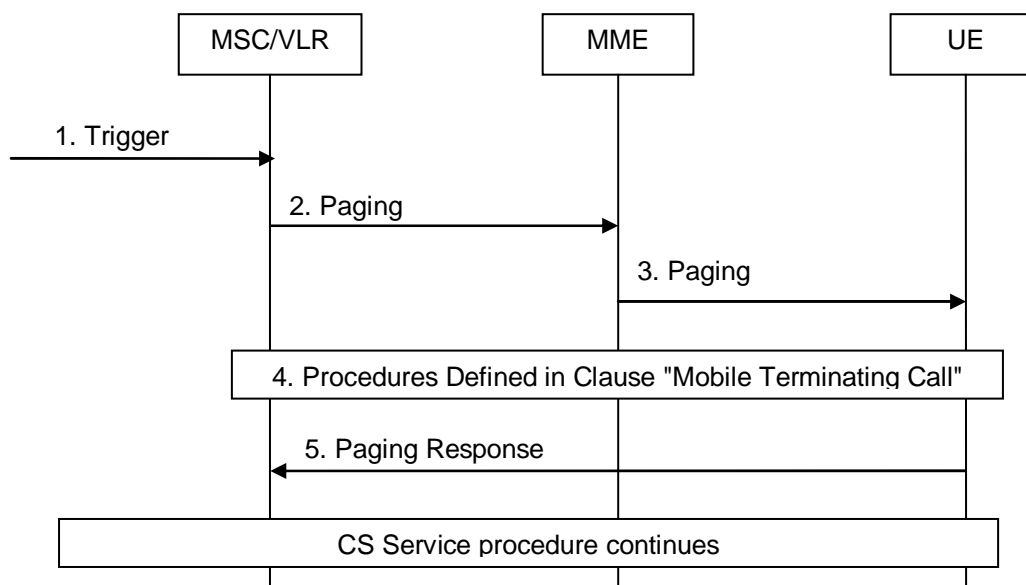 MSC/VLR
MME
UE
1. Trigger
2. Paging
3. Paging
4. Procedures Defined in Clause "Mobile Terminating Call"
5. Paging Response
CS Service procedure continues